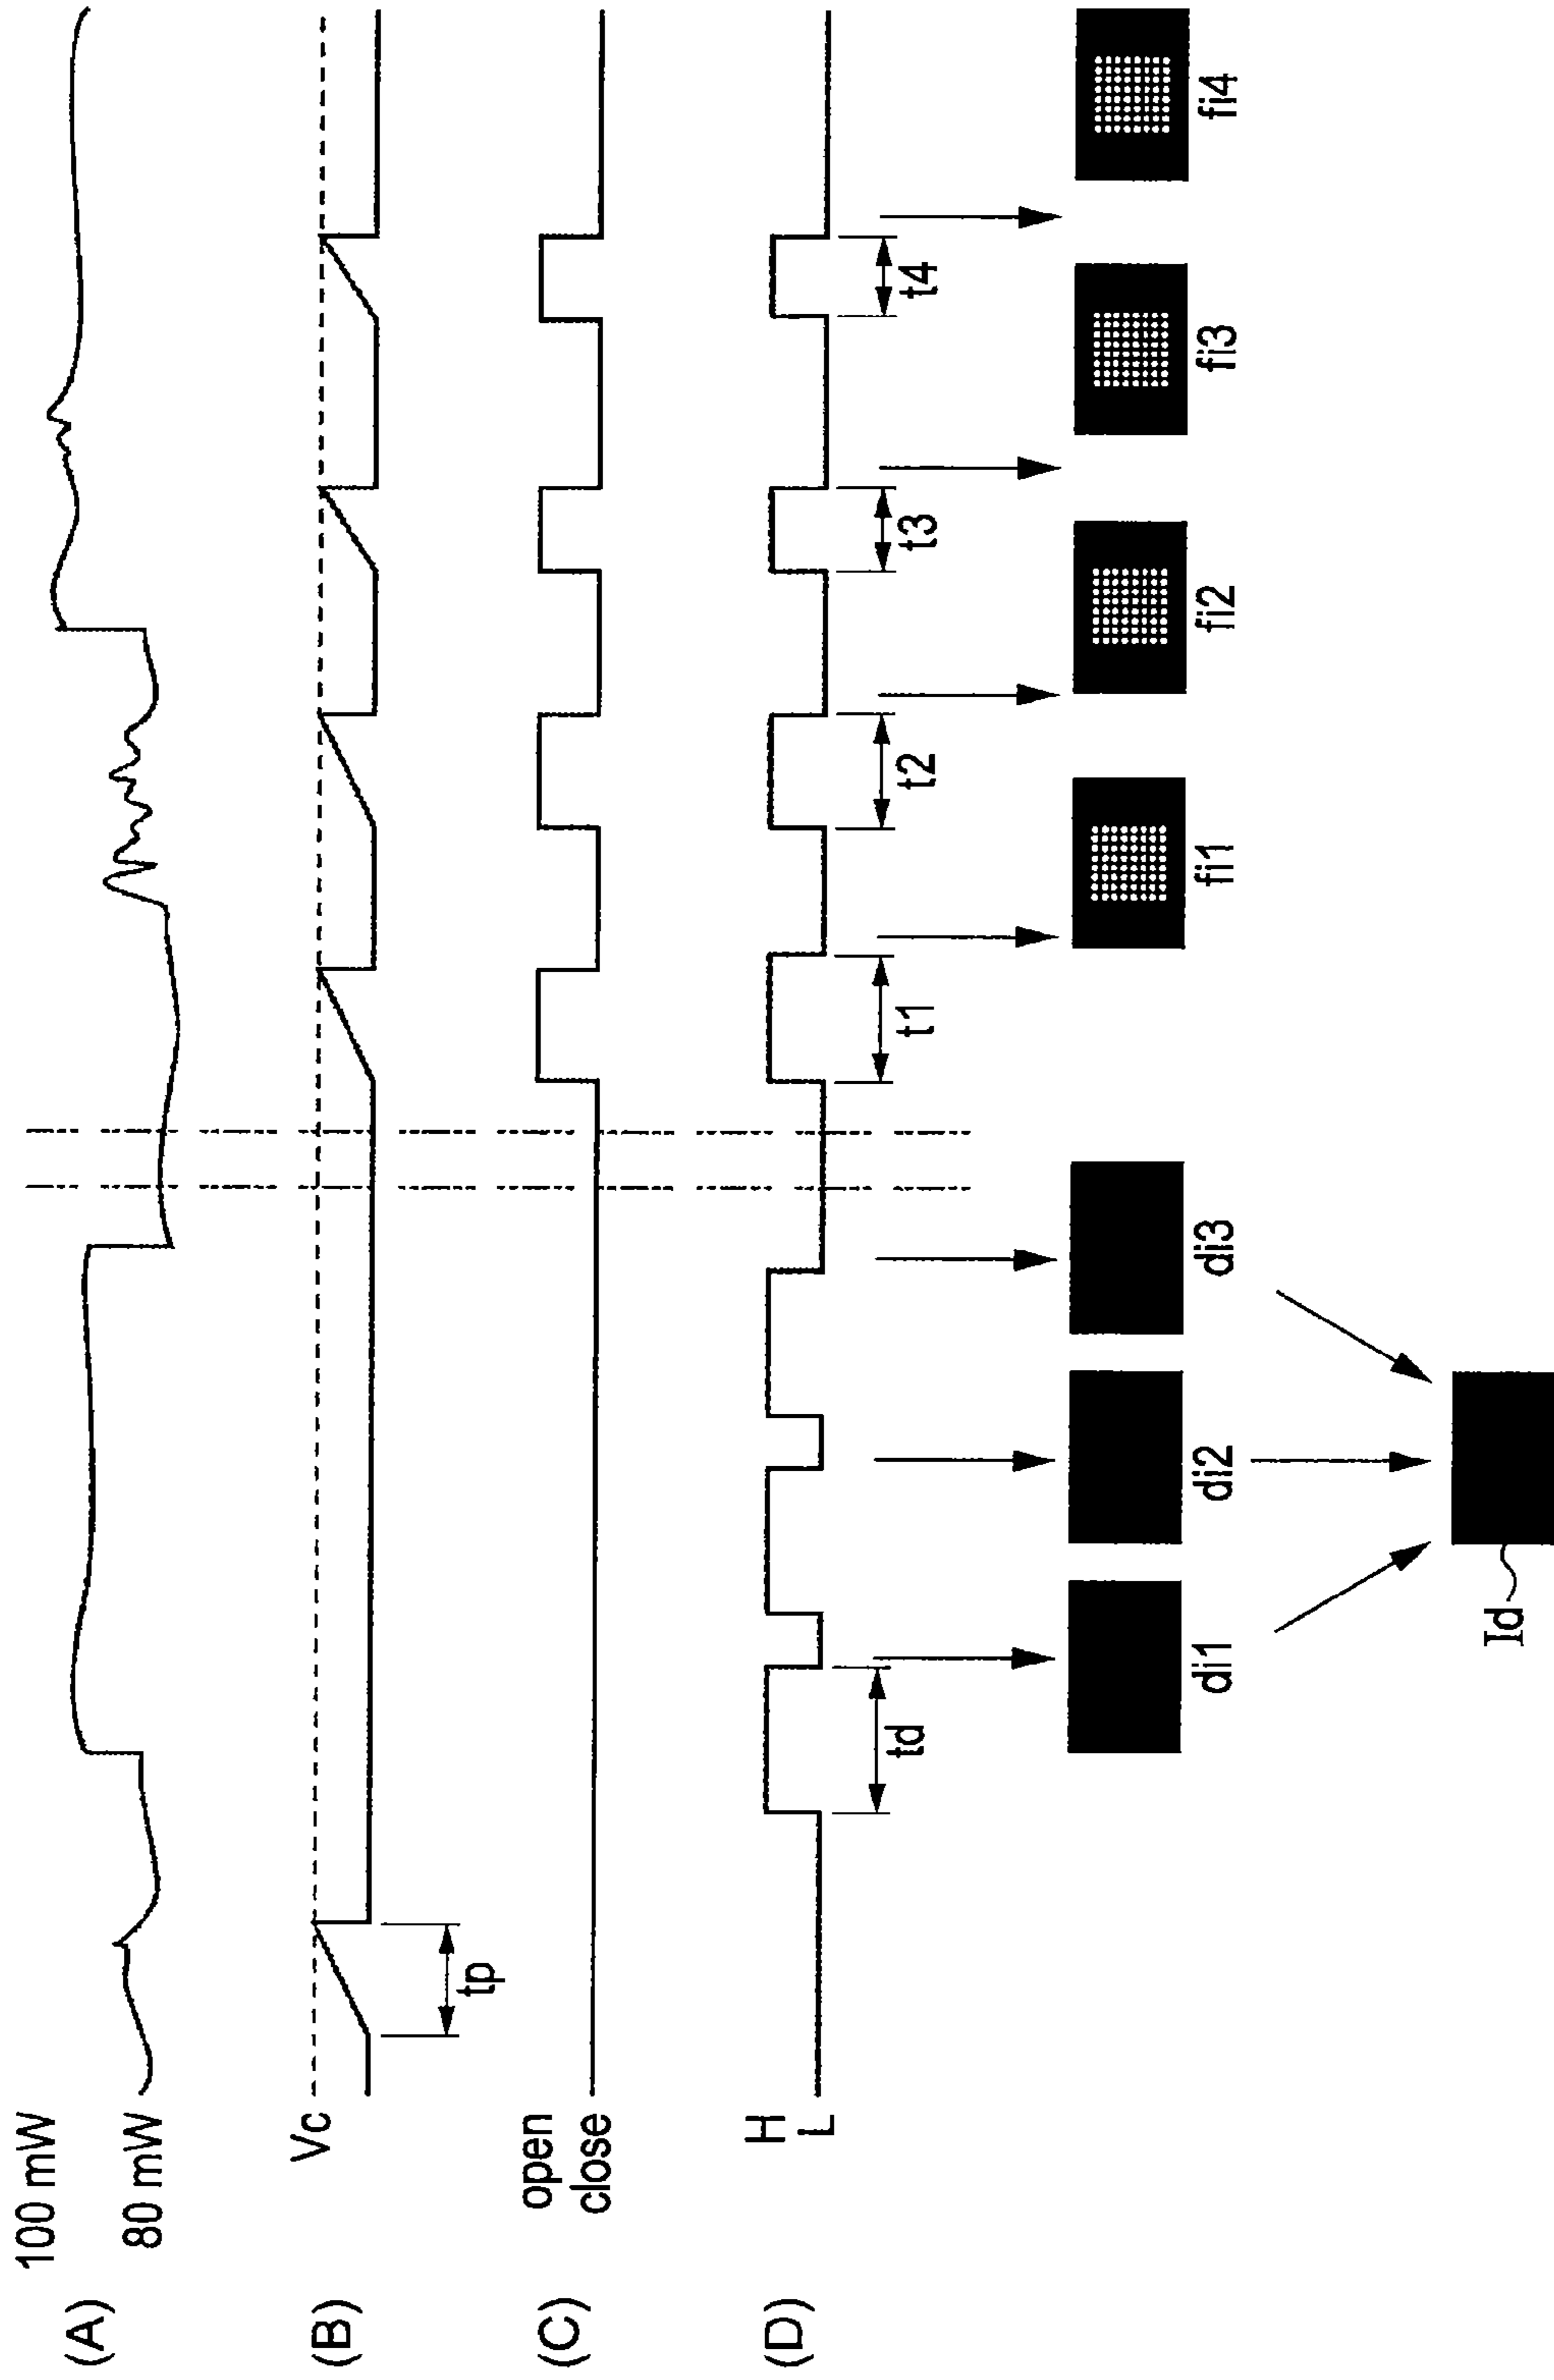 (A)
100 mW
80 mW
(B)
Vc
tp
(C)
open
close
(D)
H
L
td
t1
t2
t3
t4
di1
di2
di3
fi1
fi2
fi3
fi4
Id